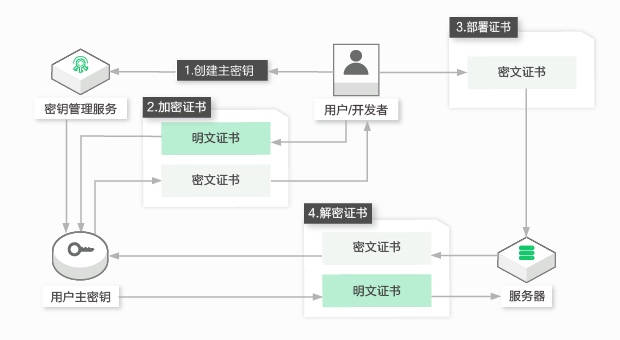 3.部署证书
密文证书
1.创建主密钥
密钥管理服务
用户/开发者
2.加密证书
明文证书
密文证书
4.解密证书
密文证书
明文证书
用户主密钥
服务器